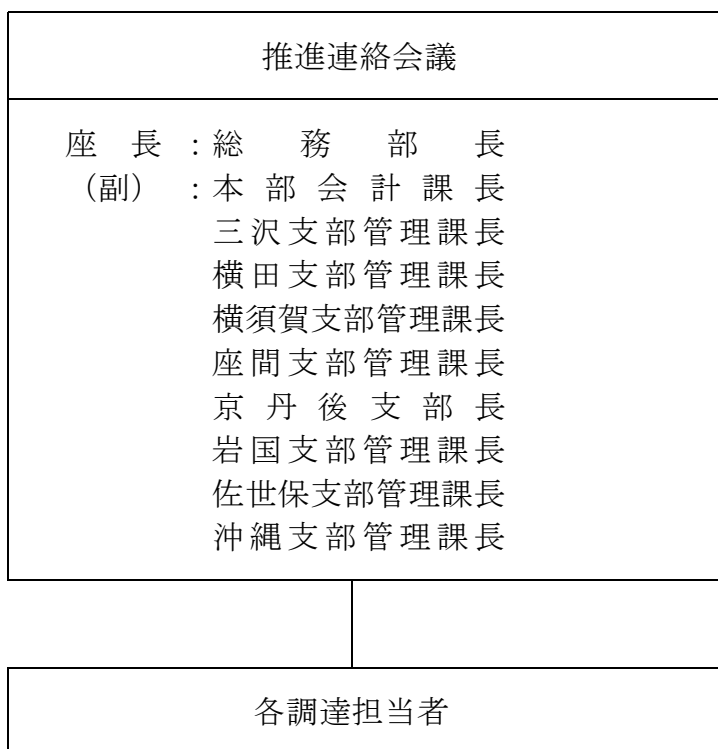 推進連絡会議
座長：総務部長
（副）：本部会計課長
三沢支部管理課長
横田支部管理課長
横須賀支部管理課長
座間支部管理課長
京丹後支部長
岩国支部管理課長
佐世保支部管理課長
沖縄支部管理課長
各調達担当者